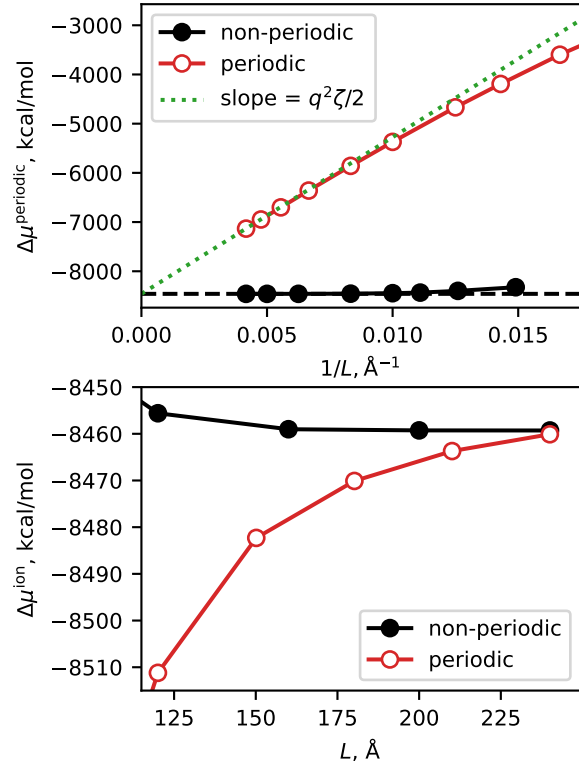 −3000
−4000
−5000
−6000
−7000
−8000
Δμ^periodic, kcal/mol
non-periodic
periodic
slope = q²ζ/2
0.000 0.005 0.010 0.015
1/L, Å⁻¹
−8450
−8460
−8470
−8480
−8490
−8500
−8510
Δμ^ion, kcal/mol
non-periodic
periodic
125 150 175 200 225
L, Å